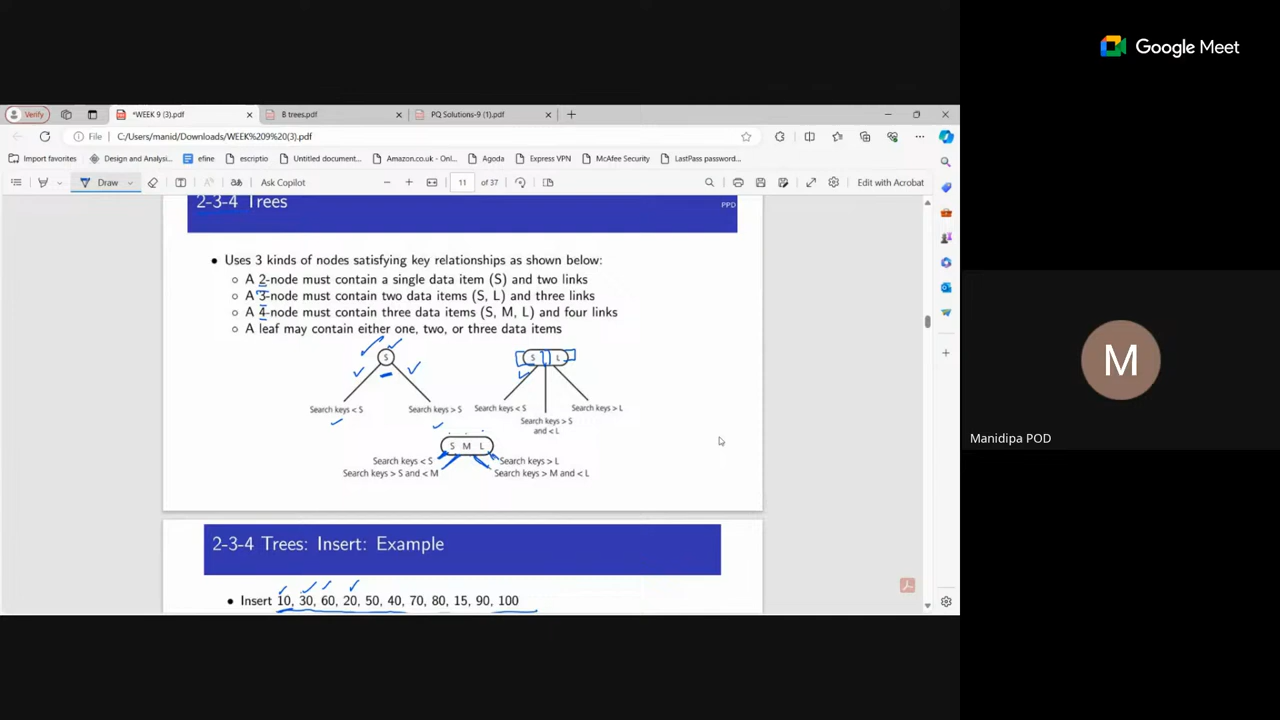 Google Meet
Verify
*WEEK 9 (3).pdf
B trees.pdf
PQ Solutions-9 (1).pdf
File
C:/Users/manid/Downloads/WEEK%209%20(3).pdf
Import favorites
Design and Analysi...
efine
escriptio
Untitled document...
Amazon.co.uk - Onl...
Agoda
Express VPN
McAfee Security
LastPass password...
Draw
Ask Copilot
11 of 37
Edit with Acrobat
2-3-4 Trees
PPD
• Uses 3 kinds of nodes satisfying key relationships as shown below:
○ A 2-node must contain a single data item (S) and two links
○ A 3-node must contain two data items (S, L) and three links
○ A 4-node must contain three data items (S, M, L) and four links
○ A leaf may contain either one, two, or three data items
S
S L
Search keys < S
Search keys > S
Search keys < S
Search keys > S
and < L
Search keys > L
S M L
Search keys < S
Search keys > L
Search keys > S and < M
Search keys > M and < L
2-3-4 Trees: Insert: Example
• Insert 10, 30, 60, 20, 50, 40, 70, 80, 15, 90, 100
M
Manidipa POD